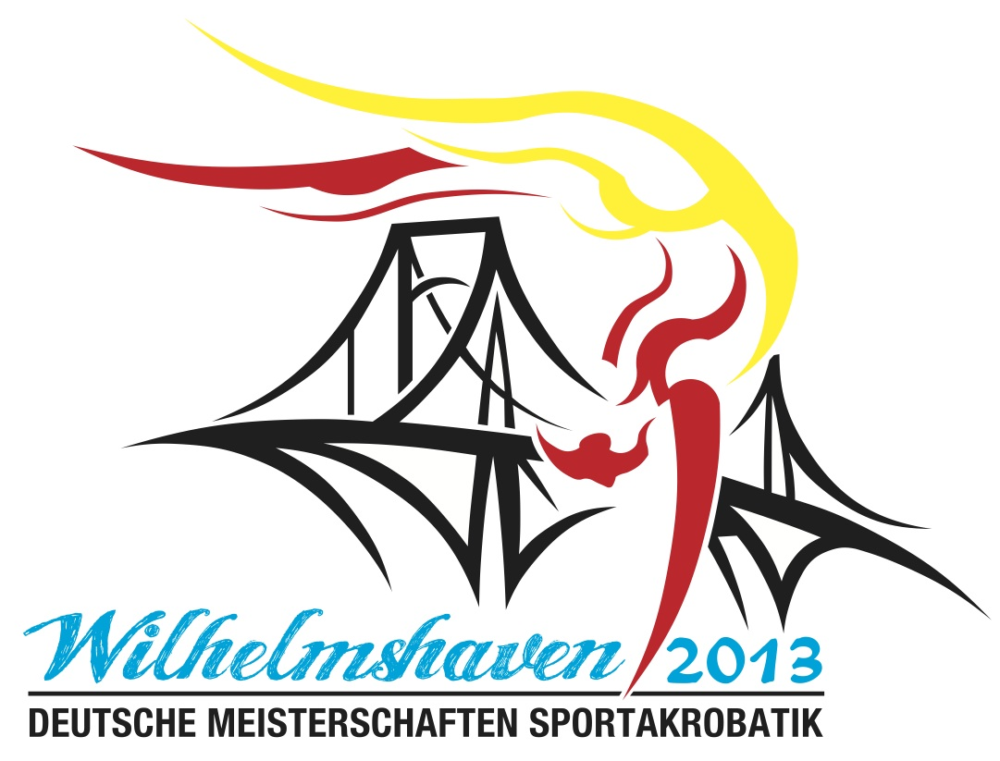 Wilhelmshaven 2013
DEUTSCHE MEISTERSCHAFTEN SPORTAKROBATIK